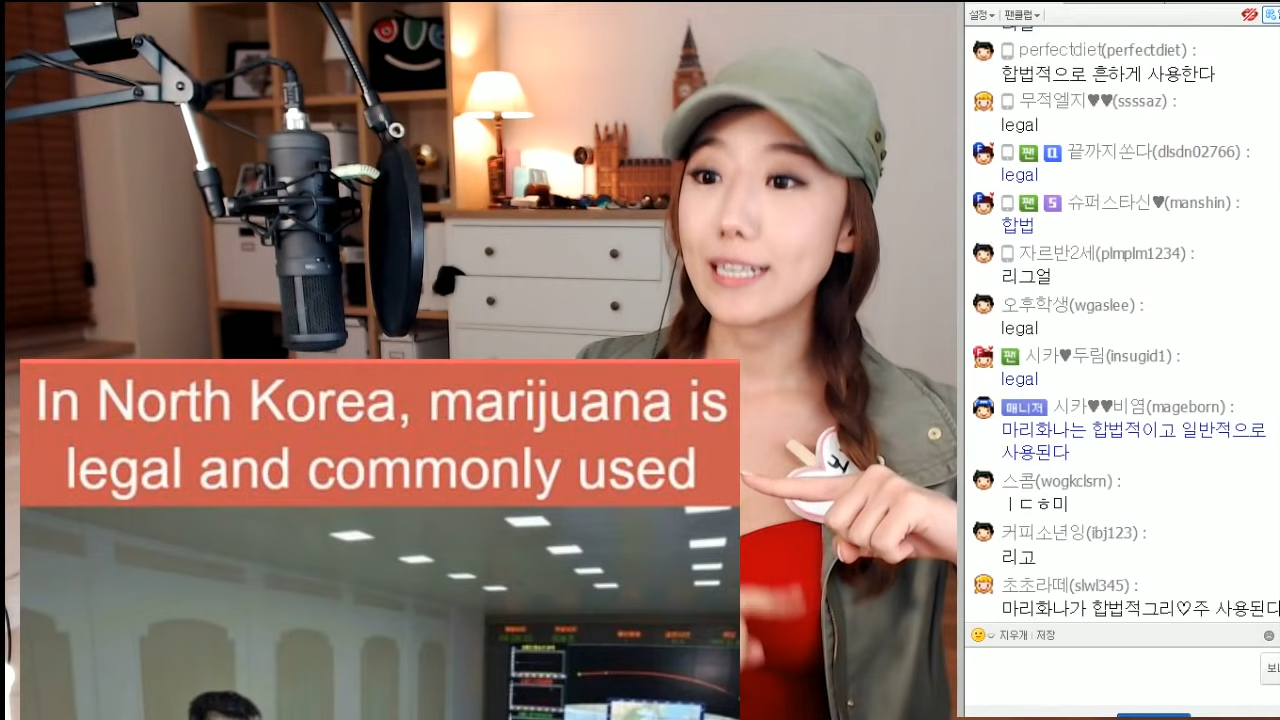 In North Korea, marijuana is
legal and commonly used
설정 팬클럽
perfectdiet(perfectdiet) :
합법적으로 흔하게 사용한다
무적엘지♥♥(ssssaz) :
legal
팬 끝까지쏜다(dlsdn02766) :
legal
팬 S 슈퍼스타신♥(manshin) :
합법
자르반2세(plmplm1234) :
리그얼
오후학생(wgaslee) :
legal
팬 시카♥두림(insugid1) :
legal
매니저 시카♥♥비염(mageborn) :
마리화나는 합법적이고 일반적으로
사용된다
스콤(wogkclsrn) :
ㅣㄷㅎ미
커피소년잉(ibj123) :
리고
초초라떼(slwl345) :
마리화나가 합법적그리♡주 사용된다
지우개 저장